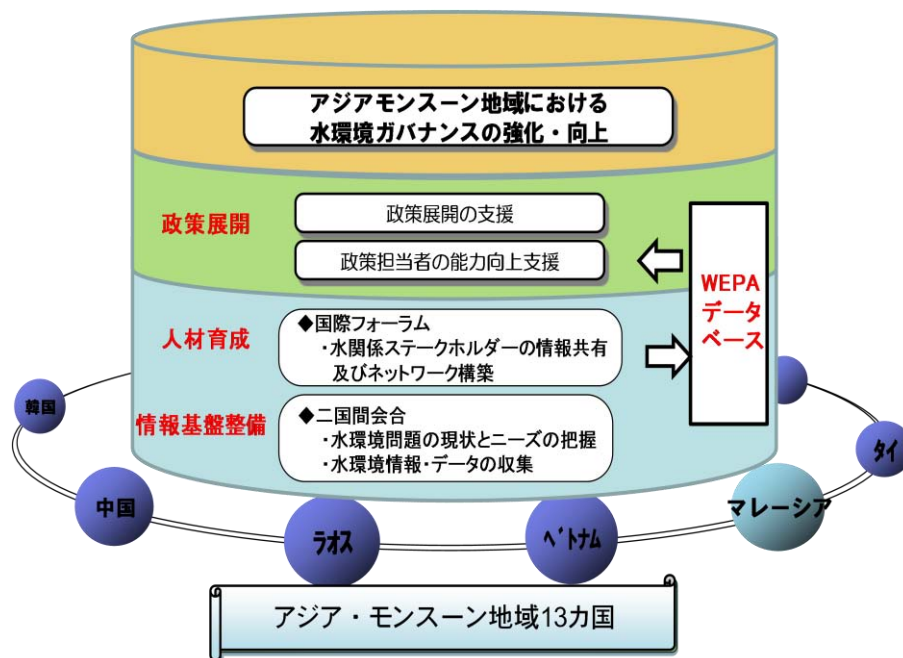 アジアモンスーン地域における
水環境ガバナンスの強化・向上
政策展開
政策展開の支援
政策担当者の能力向上支援
WEPA
データ
ベース
人材育成
◆国際フォーラム
・水関係ステークホルダーの情報共有
及びネットワーク構築
情報基盤整備
◆二国間会合
・水環境問題の現状とニーズの把握
・水環境情報・データの収集
韓国
中国
ラオス
ベトナム
マレーシア
タイ
アジア・モンスーン地域13カ国